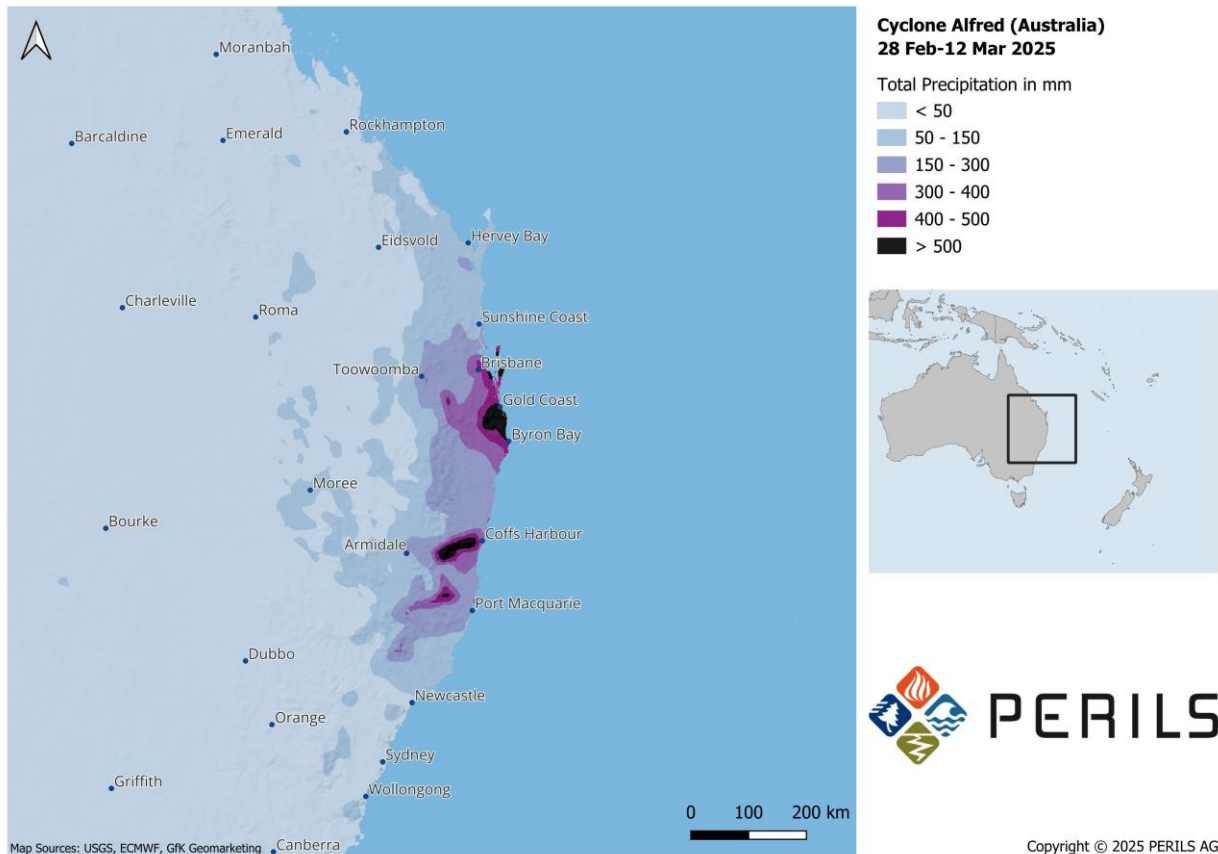 Cyclone Alfred (Australia)
28 Feb-12 Mar 2025
Total Precipitation in mm
< 50
50 - 150
150 - 300
300 - 400
400 - 500
> 500
Moranbah
Barcaldine
Emerald
Rockhampton
Eidsvold
Hervey Bay
Charleville
Roma
Sunshine Coast
Toowoomba
Brisbane
Gold Coast
Byron Bay
Moree
Bourke
Armidale
Coffs Harbour
Port Macquarie
Dubbo
Newcastle
Orange
Sydney
Griffith
Wollongong
Canberra
0 100 200 km
Map Sources: USGS, ECMWF, GfK Geomarketing
PERILS
Copyright © 2025 PERILS AG